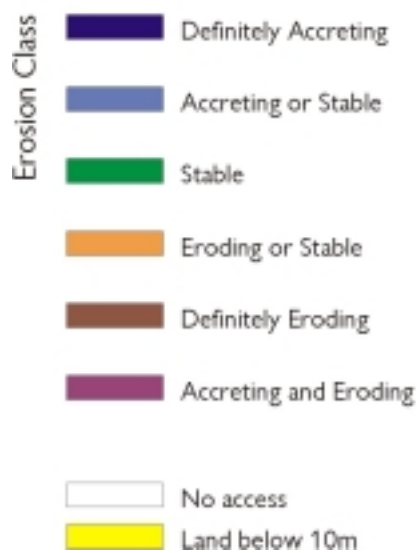 Erosion Class
Definitely Accreting
Accreting or Stable
Stable
Eroding or Stable
Definitely Eroding
Accreting and Eroding
No access
Land below 10m